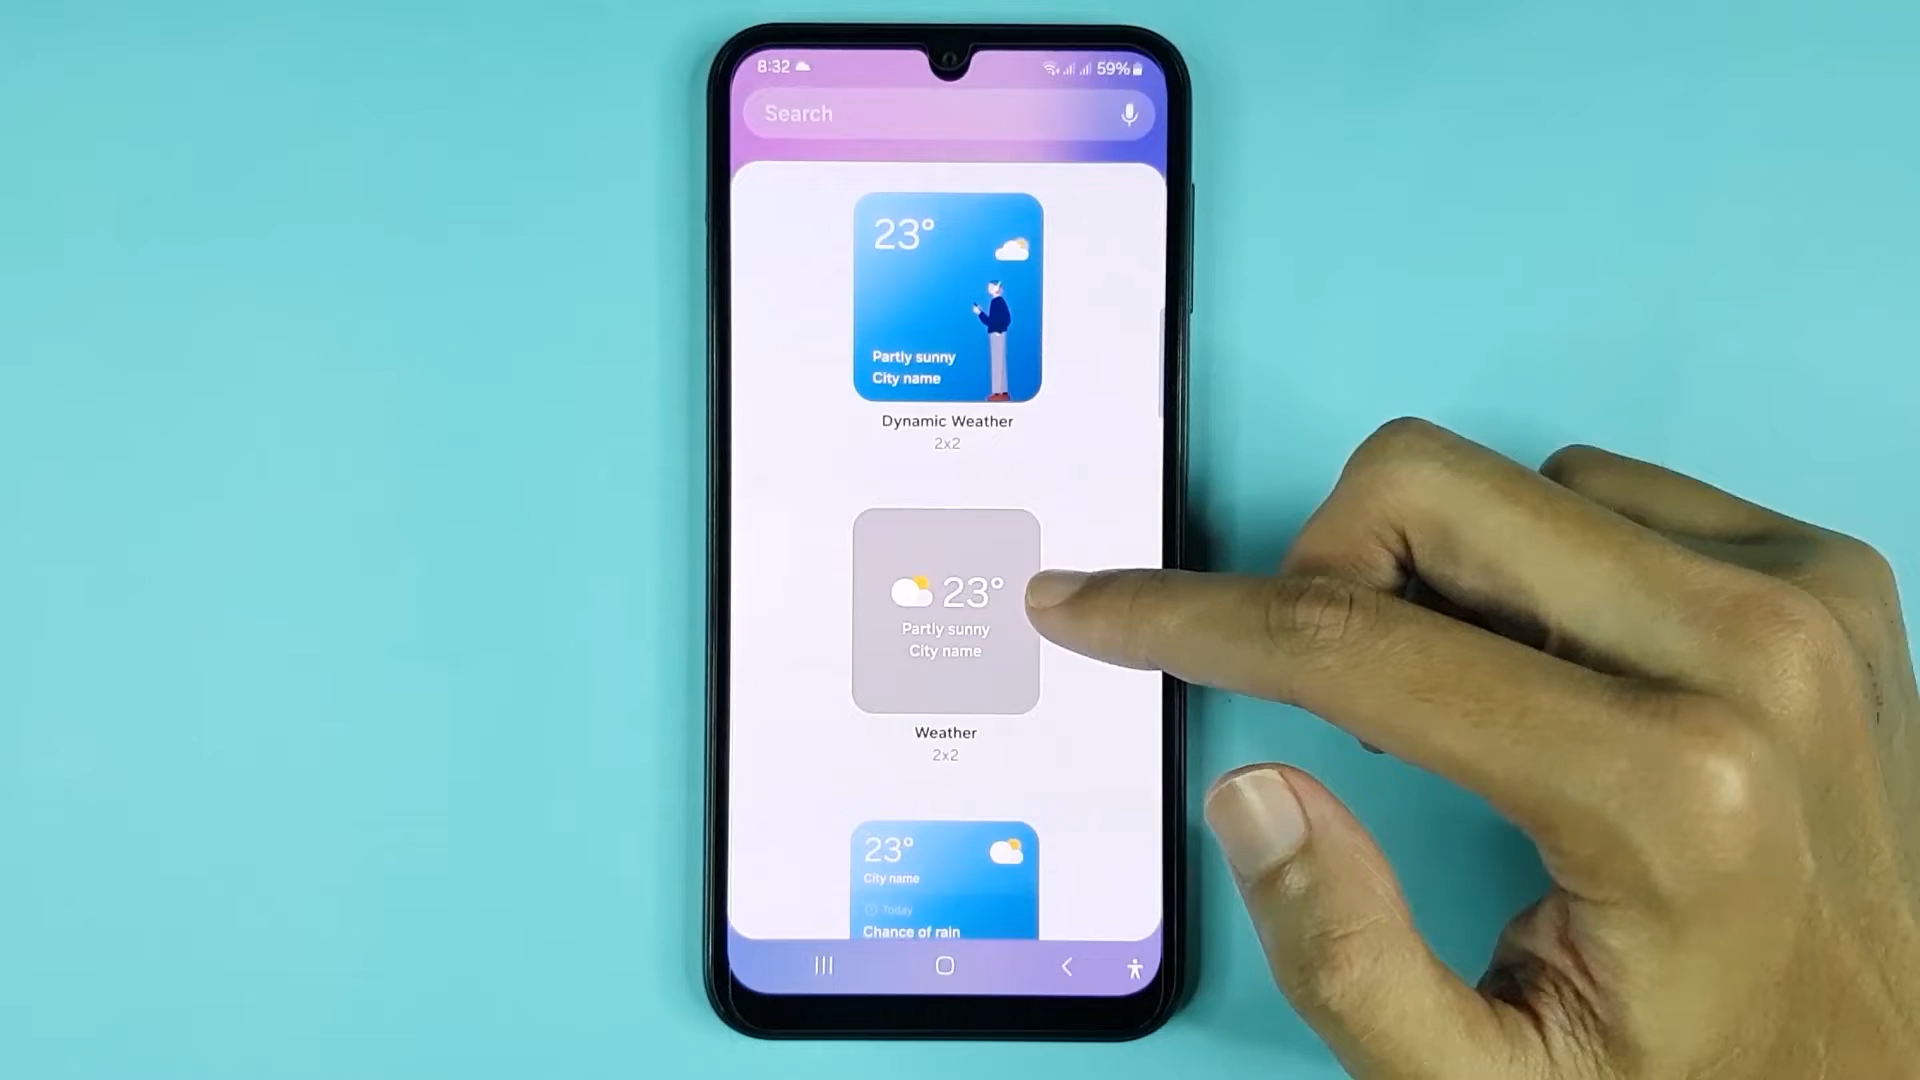 8:32
59%
Search
23°
Partly sunny
City name
Dynamic Weather
2x2
23°
Partly sunny
City name
Weather
2x2
23°
City name
Today
Chance of rain